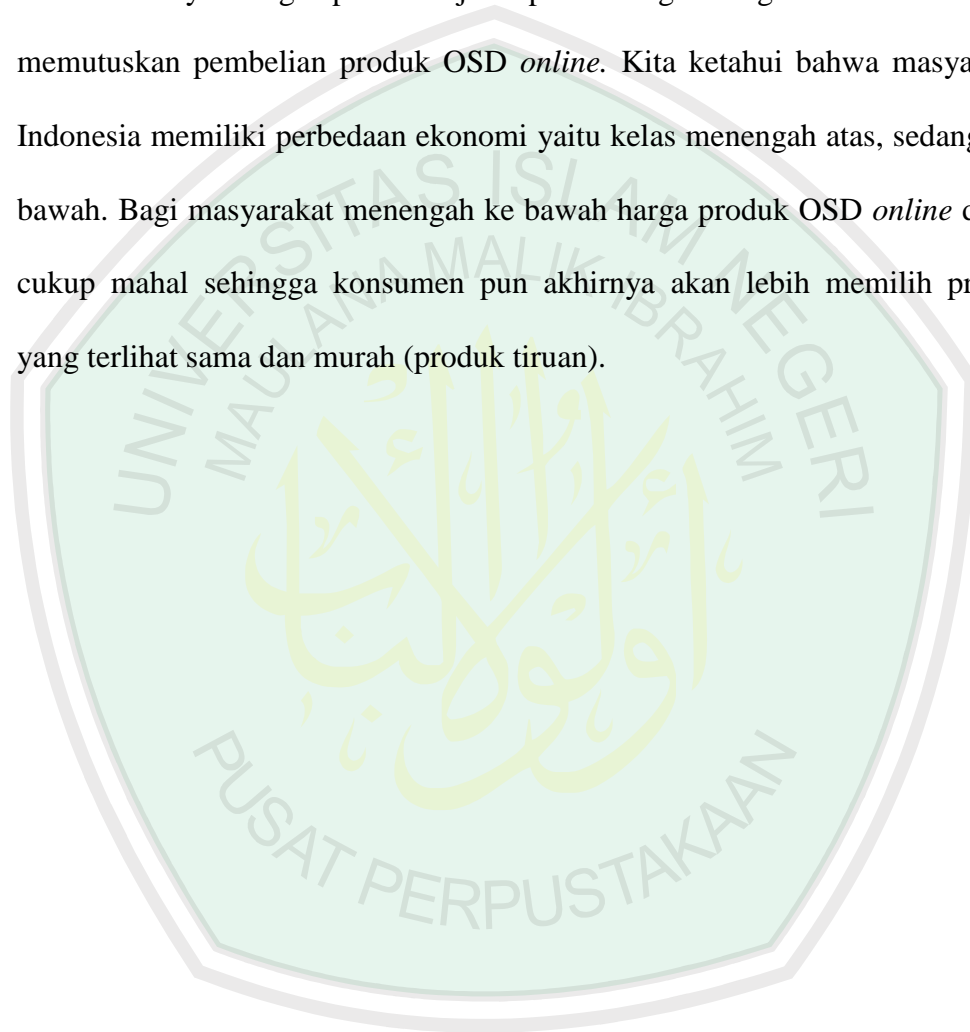 memutuskan pembelian produk OSD online. Kita ketahui bahwa masya
Indonesia memiliki perbedaan ekonomi yaitu kelas menengah atas, sedang
bawah. Bagi masyarakat menengah ke bawah harga produk OSD online
cukup mahal sehingga konsumen pun akhirnya akan lebih memilih pr
yang terlihat sama dan murah (produk tiruan).
UNIVERSITAS ISLAM NEGERI
MAULANA MALIK IBRAHIM
أولوا الألباب
PUSAT PERPUSTAKAAN